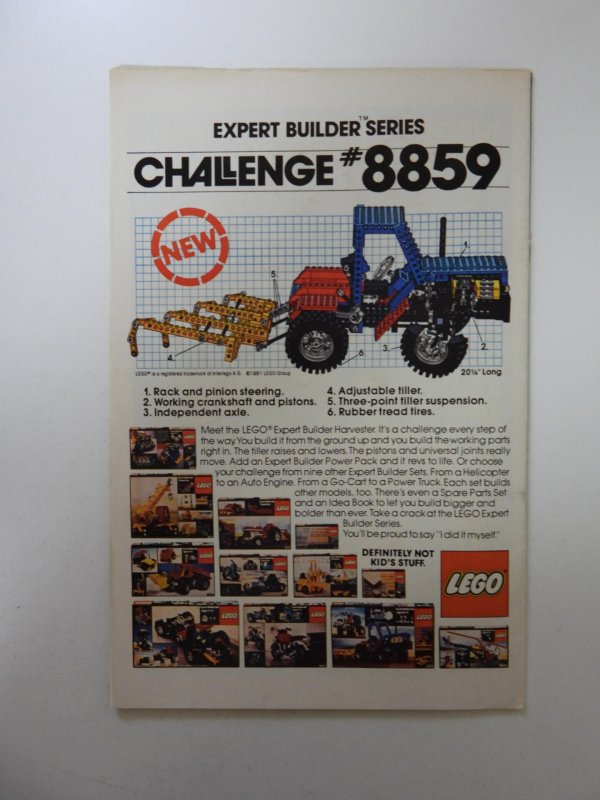 EXPERT BUILDER™ SERIES
CHALLENGE #8859
NEW
1.
5.
4.
3.
6.
2.
LEGO® is a registered trademark of Interlego A.G. ©1981 LEGO Group
20¼" Long
1. Rack and pinion steering.
2. Working crankshaft and pistons.
3. Independent axle.
4. Adjustable tiller.
5. Three-point tiller suspension.
6. Rubber tread tires.
Meet the LEGO® Expert Builder Harvester. It's a challenge every step of
the way. You build it from the ground up and you build the working parts
right in. The tiller raises and lowers. The pistons and universal joints really
move. Add an Expert Builder Power Pack and it revs to life. Or choose
your challenge from nine other Expert Builder Sets. From a Helicopter
to an Auto Engine. From a Go-Cart to a Power Truck. Each set builds
other models, too. There's even a Spare Parts Set
and an Idea Book to let you build bigger and
bolder than ever. Take a crack at the LEGO Expert
Builder Series.
You'll be proud to say "I did it myself."
DEFINITELY NOT
KID'S STUFF.
LEGO